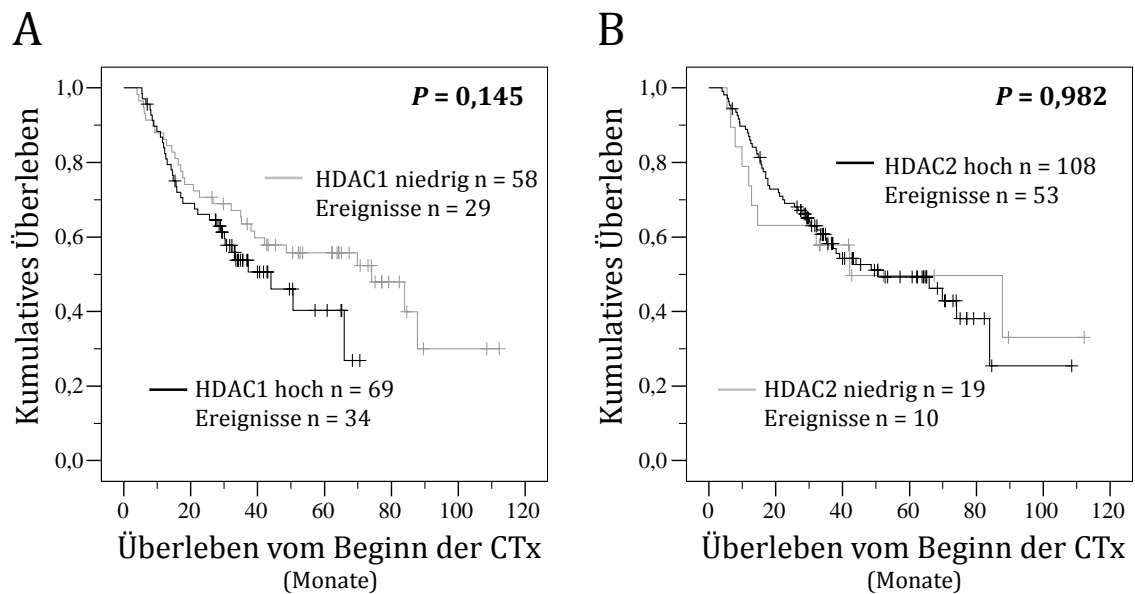 A
P = 0,145
HDAC1 niedrig n = 58
Ereignisse n = 29
HDAC1 hoch n = 69
Ereignisse n = 34
Kumulatives Überleben
1,0
0,8
0,6
0,4
0,2
0,0
0 20 40 60 80 100 120
Überleben vom Beginn der CTx
(Monate)
B
P = 0,982
HDAC2 hoch n = 108
Ereignisse n = 53
HDAC2 niedrig n = 19
Ereignisse n = 10
Kumulatives Überleben
1,0
0,8
0,6
0,4
0,2
0,0
0 20 40 60 80 100 120
Überleben vom Beginn der CTx
(Monate)